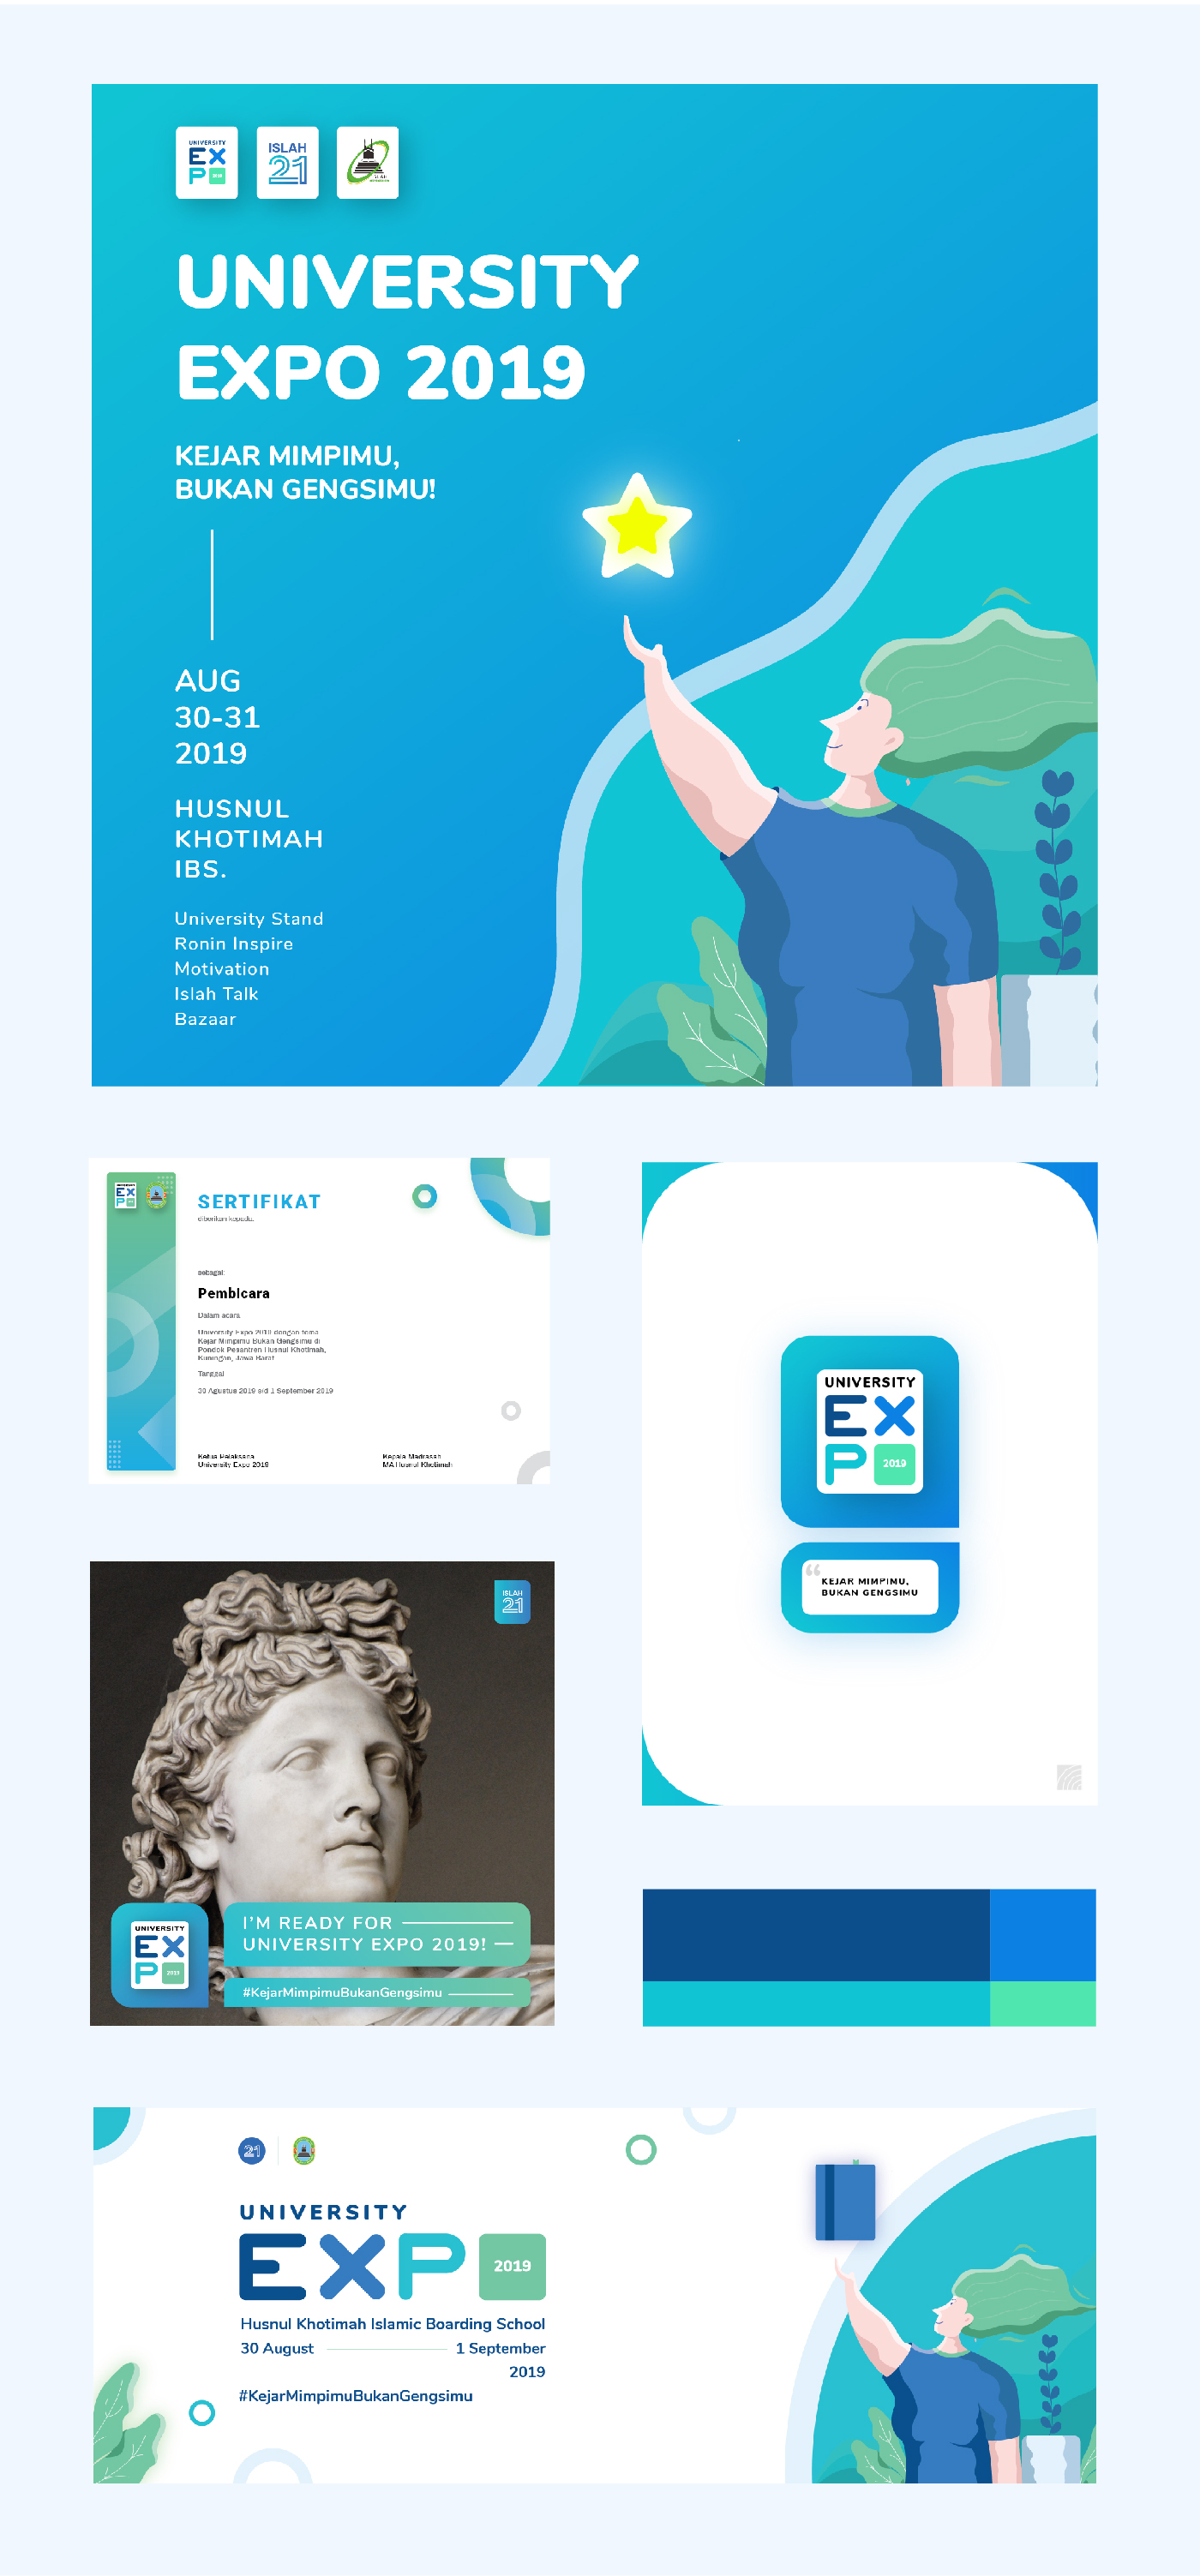 UNIVERSITY
EX
P 2019
ISLAH
21
UNIVERSITY
EXPO 2019
KEJAR MIMPIMU,
BUKAN GENGSIMU!
AUG
30-31
2019
HUSNUL
KHOTIMAH
IBS.
University Stand
Ronin Inspire
Motivation
Islah Talk
Bazaar
UNIVERSITY
EX
P
SERTIFIKAT
diberikan kepada:
sebagai:
Pembicara
Dalam acara
University Expo 2019 dengan tema
Kejar Mimpimu Bukan Gengsimu di
Pondok Pesantren Husnul Khotimah,
Kuningan, Jawa Barat
Tanggal
30 Agustus 2019 s/d 1 September 2019
Ketua Pelaksana
University Expo 2019
Kepala Madrasah
MA Husnul Khotimah
UNIVERSITY
EX
P 2019
“ KEJAR MIMPIMU,
BUKAN GENGSIMU
ISLAH
21
UNIVERSITY
EX
P 2019
I'M READY FOR
UNIVERSITY EXPO 2019!
#KejarMimpimuBukanGengsimu
21
UNIVERSITY
EXP 2019
Husnul Khotimah Islamic Boarding School
30 August 1 September
2019
#KejarMimpimuBukanGengsimu